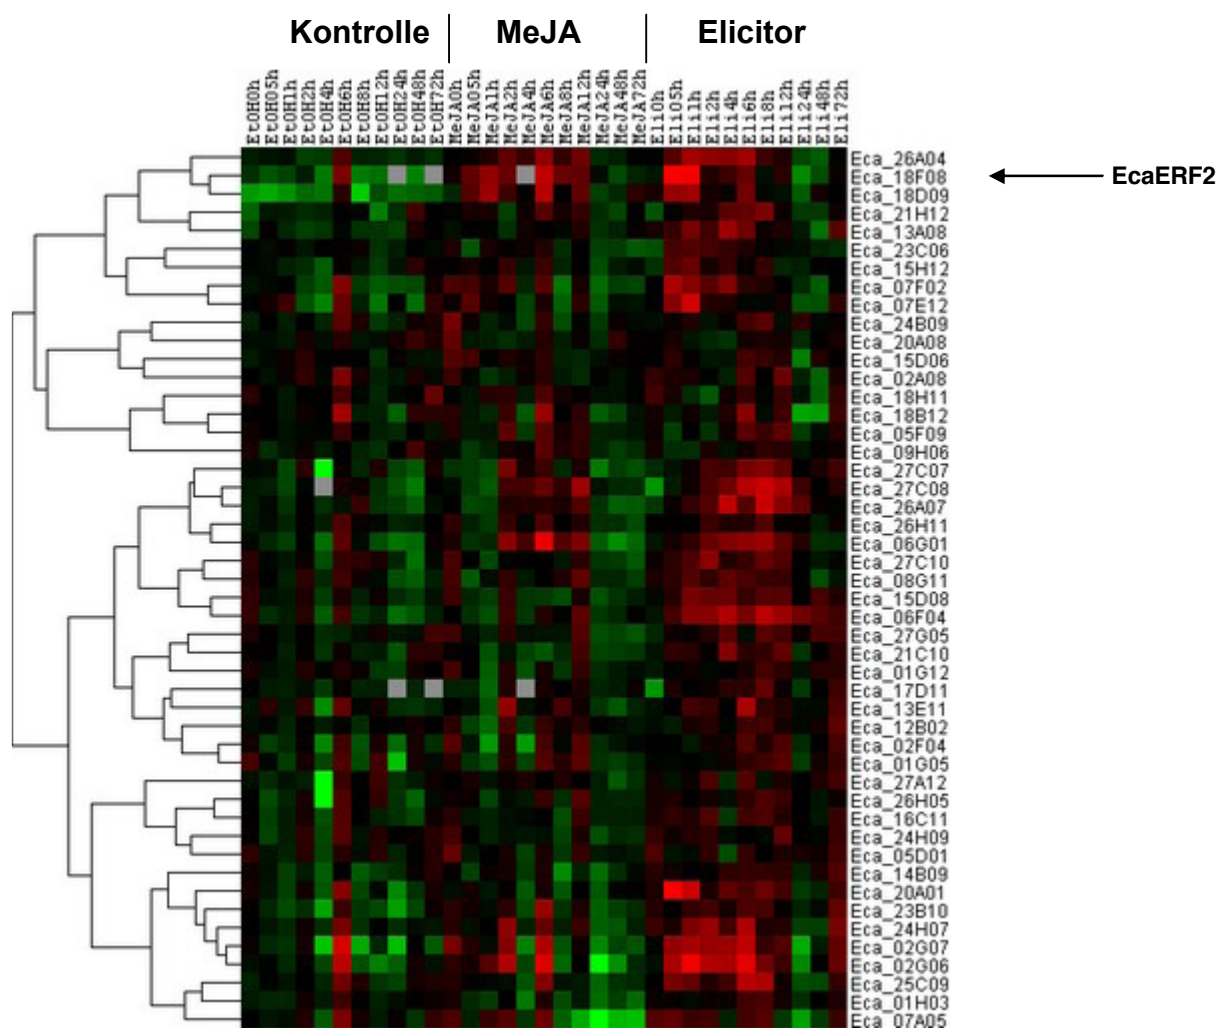 Kontrolle MeJA Elicitor
EtOH0h
EtOH05h
EtOH1h
EtOH2h
EtOH4h
EtOH6h
EtOH8h
EtOH12h
EtOH24h
EtOH48h
EtOH72h
MeJA0h
MeJA05h
MeJA1h
MeJA2h
MeJA4h
MeJA6h
MeJA8h
MeJA12h
MeJA24h
MeJA48h
MeJA72h
Eli0h
Eli05h
Eli1h
Eli2h
Eli4h
Eli6h
Eli8h
Eli12h
Eli24h
Eli48h
Eli72h
Eca_26A04
Eca_18F08 EcaERF2
Eca_18D09
Eca_21H12
Eca_13A08
Eca_23C06
Eca_15H12
Eca_07F02
Eca_07E12
Eca_24B09
Eca_20A08
Eca_15D06
Eca_02A08
Eca_18H11
Eca_18B12
Eca_05F09
Eca_09H06
Eca_27C07
Eca_27C08
Eca_26A07
Eca_26H11
Eca_06G01
Eca_27C10
Eca_08G11
Eca_15D08
Eca_06F04
Eca_27G05
Eca_21C10
Eca_01G12
Eca_17D11
Eca_13E11
Eca_12B02
Eca_02F04
Eca_01G05
Eca_27A12
Eca_26H05
Eca_16C11
Eca_24H09
Eca_05D01
Eca_14B09
Eca_20A01
Eca_23B10
Eca_24H07
Eca_02G07
Eca_02G06
Eca_25C09
Eca_01H03
Eca_07A05